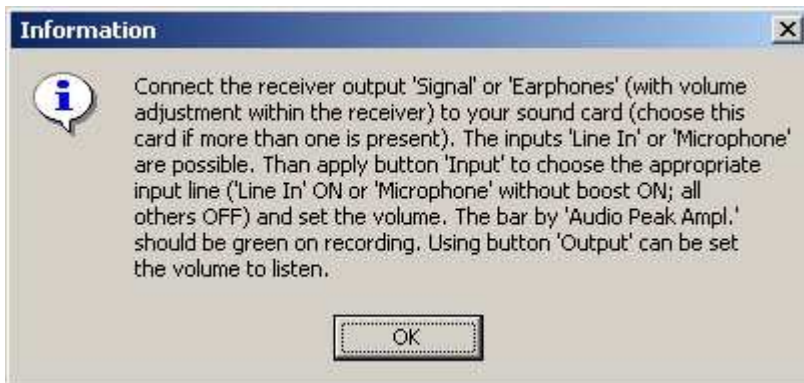 Information
Connect the receiver output 'Signal' or 'Earphones' (with volume
adjustment within the receiver) to your sound card (choose this
card if more than one is present). The inputs 'Line In' or 'Microphone'
are possible. Than apply button 'Input' to choose the appropriate
input line ('Line In' ON or 'Microphone' without boost ON; all
others OFF) and set the volume. The bar by 'Audio Peak Ampl.'
should be green on recording. Using button 'Output' can be set
the volume to listen.
OK